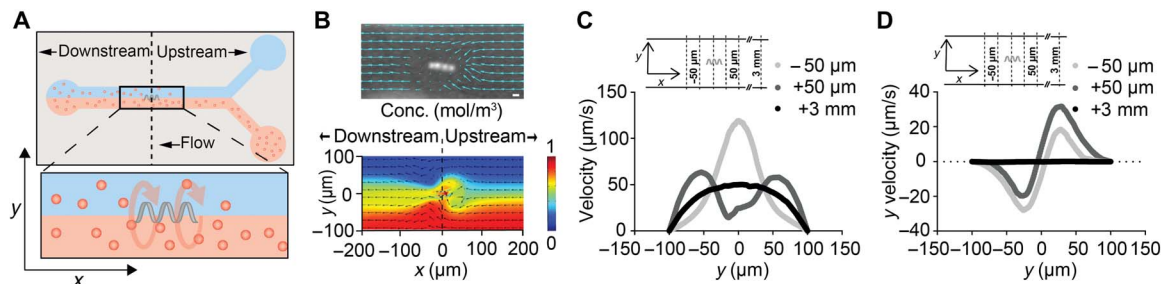 A
Downstream
Upstream
Flow
y
x
B
Conc. (mol/m³)
Downstream Upstream
100
0
−100
y (µm)
−200 −100 0 100 200
x (µm)
1
0
C
y
x
−50 µm
50 µm
3 mm
− 50 µm
+50 µm
+3 mm
Velocity (µm/s)
150
100
50
0
−150 −100 −50 0 50 100 150
y (µm)
D
y
x
−50 µm
50 µm
3 mm
− 50 µm
+50 µm
+3 mm
y velocity (µm/s)
40
20
0
−20
−40
−150 −100 −50 0 50 100 150
y (µm)